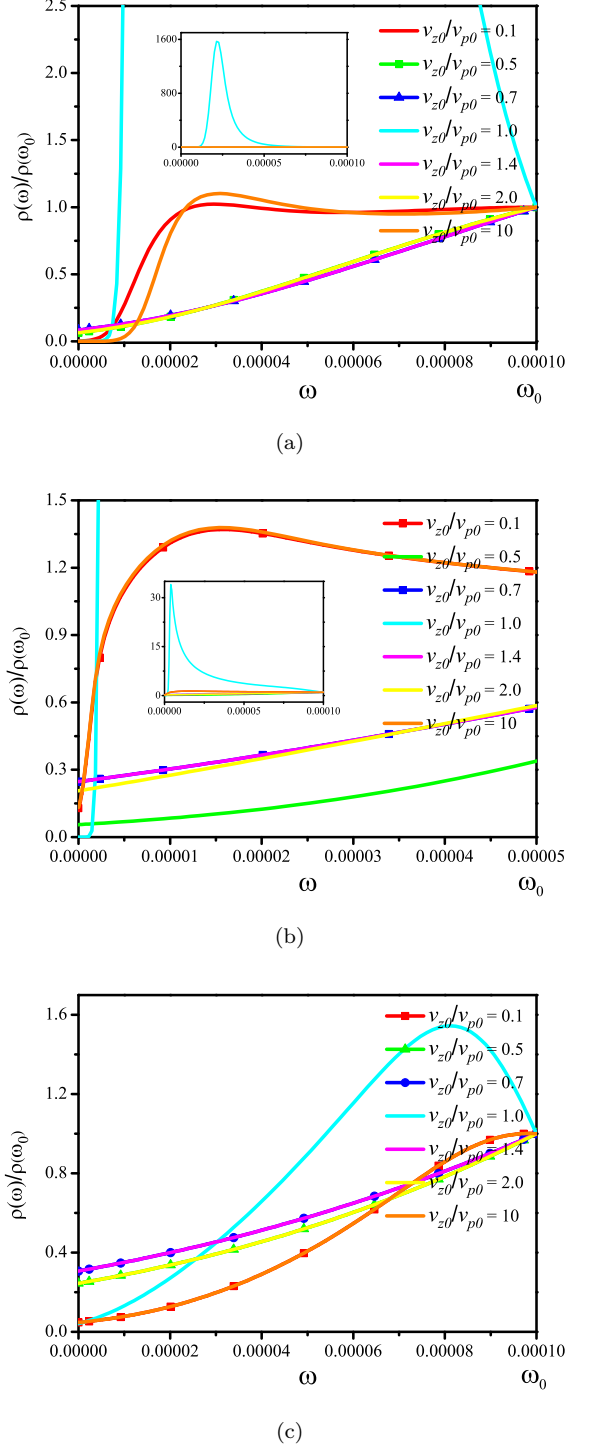 2.5
2.0
1.5
1.0
0.5
0.0
ρ(ω)/ρ(ω0)
1600
800
0
0.00000 0.00005 0.00010
vz0/vp0 = 0.1
vz0/vp0 = 0.5
vz0/vp0 = 0.7
vz0/vp0 = 1.0
vz0/vp0 = 1.4
vz0/vp0 = 2.0
vz0/vp0 = 10
0.00000 0.00002 0.00004 0.00006 0.00008 0.00010
ω ω0
(a)
1.5
1.2
0.9
0.6
0.3
0.0
ρ(ω)/ρ(ω0)
30
15
0
0.00000 0.00005 0.00010
vz0/vp0 = 0.1
vz0/vp0 = 0.5
vz0/vp0 = 0.7
vz0/vp0 = 1.0
vz0/vp0 = 1.4
vz0/vp0 = 2.0
vz0/vp0 = 10
0.00000 0.00001 0.00002 0.00003 0.00004 0.00005
ω ω0
(b)
1.6
1.2
0.8
0.4
0.0
ρ(ω)/ρ(ω0)
vz0/vp0 = 0.1
vz0/vp0 = 0.5
vz0/vp0 = 0.7
vz0/vp0 = 1.0
vz0/vp0 = 1.4
vz0/vp0 = 2.0
vz0/vp0 = 10
0.00000 0.00002 0.00004 0.00006 0.00008 0.00010
ω ω0
(c)